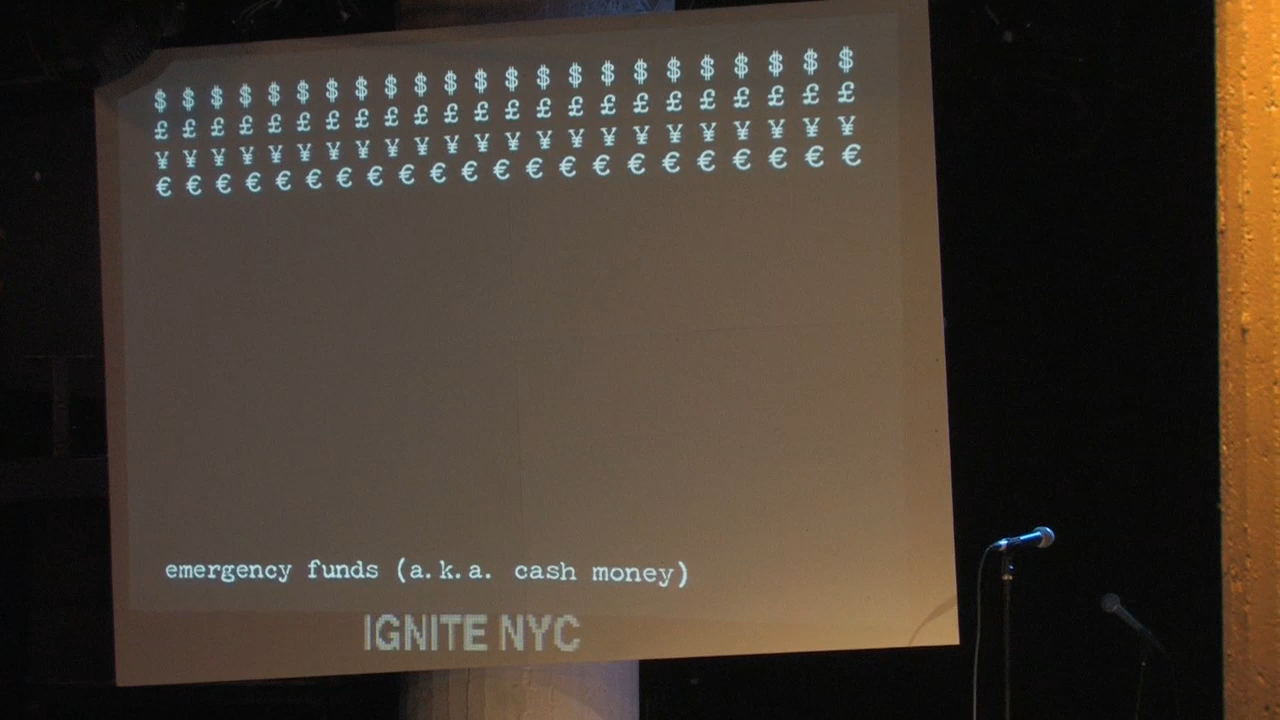 $ $ $ $ $ $ $ $ $ $ $ $ $ $ $ $ $ $ $ $ $ $ $
£ £ £ £ £ £ £ £ £ £ £ £ £ £ £ £ £ £ £ £ £ £ £
¥ ¥ ¥ ¥ ¥ ¥ ¥ ¥ ¥ ¥ ¥ ¥ ¥ ¥ ¥ ¥ ¥ ¥ ¥ ¥ ¥ ¥ ¥
€ € € € € € € € € € € € € € € € € € € € € €
emergency funds (a.k.a. cash money)
IGNITE NYC